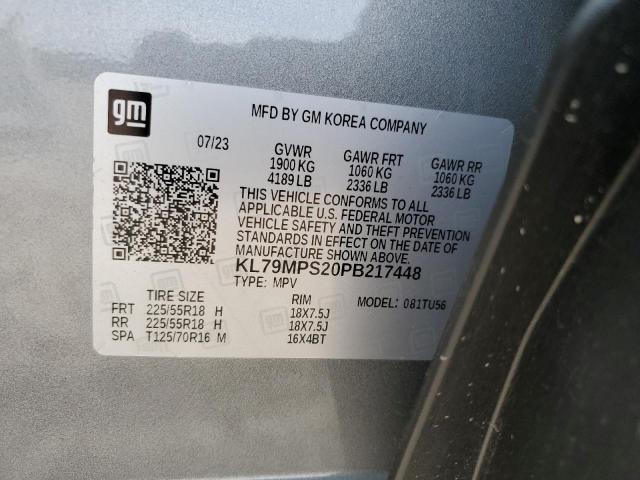 gm
MFD BY GM KOREA COMPANY
07/23 GVWR GAWR FRT GAWR RR
1900 KG 1060 KG 1060 KG
4189 LB 2336 LB 2336 LB
THIS VEHICLE CONFORMS TO ALL
APPLICABLE U.S. FEDERAL MOTOR
VEHICLE SAFETY AND THEFT PREVENTION
STANDARDS IN EFFECT ON THE DATE OF
MANUFACTURE SHOWN ABOVE.
KL79MPS20PB217448
TYPE: MPV
TIRE SIZE RIM MODEL: 081TU56
FRT 225/55R18 H 18X7.5J
RR 225/55R18 H 18X7.5J
SPA T125/70R16 M 16X4BT